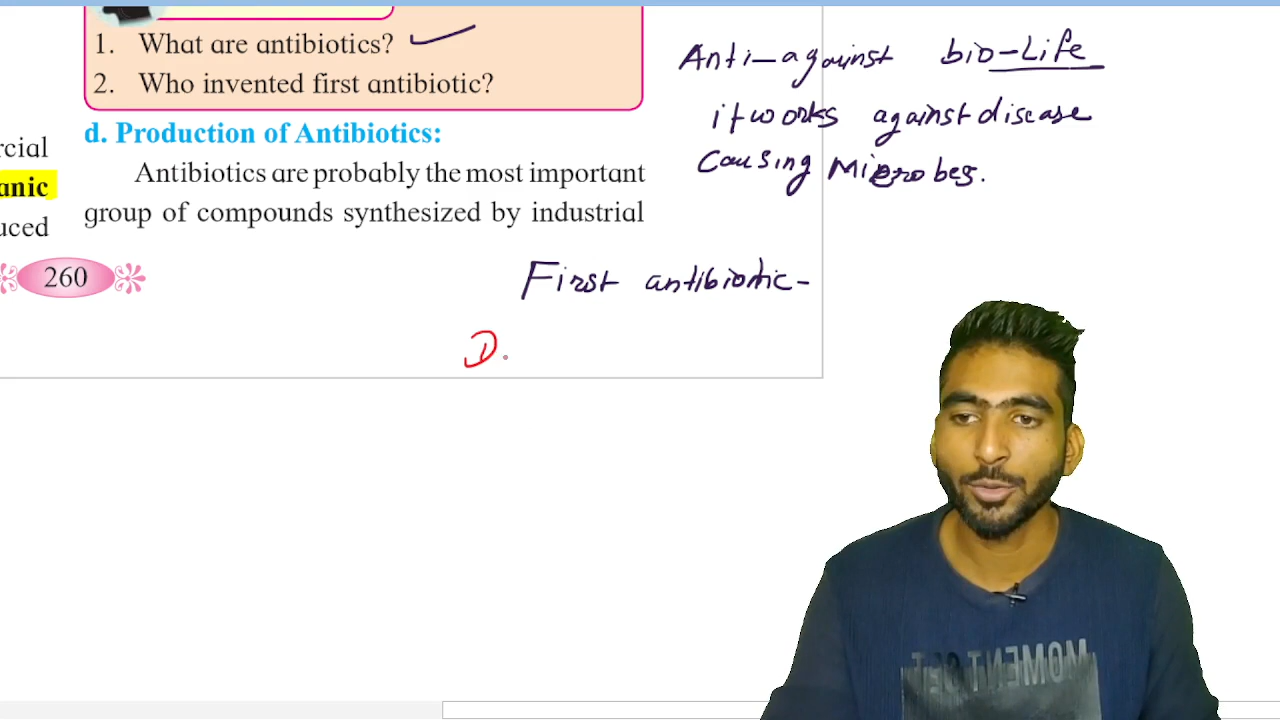 1. What are antibiotics?
2. Who invented first antibiotic?
d. Production of Antibiotics:
Antibiotics are probably the most important
group of compounds synthesized by industrial
rcial
anic
uced
260
Anti-against bio-Life
it works against disease
Causing Microbes.
First antibiotic-
D.
MOMENT OF